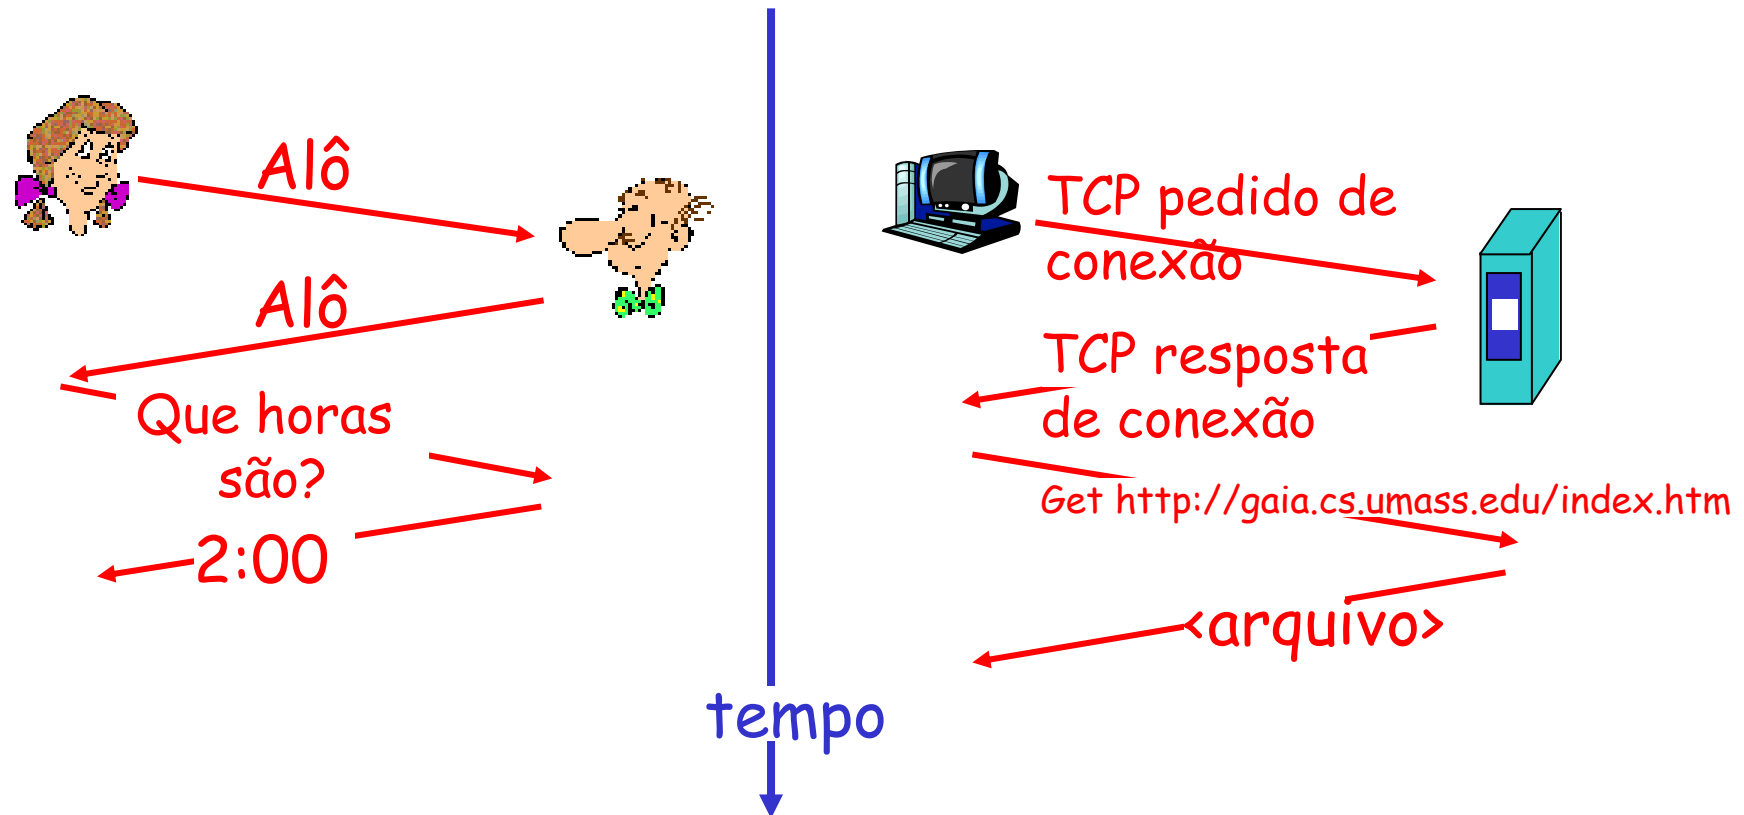 Alô
Alô
Que horas
são?
2:00
TCP pedido de
conexão
TCP resposta
de conexão
Get http://gaia.cs.umass.edu/index.htm
<arquivo>
tempo